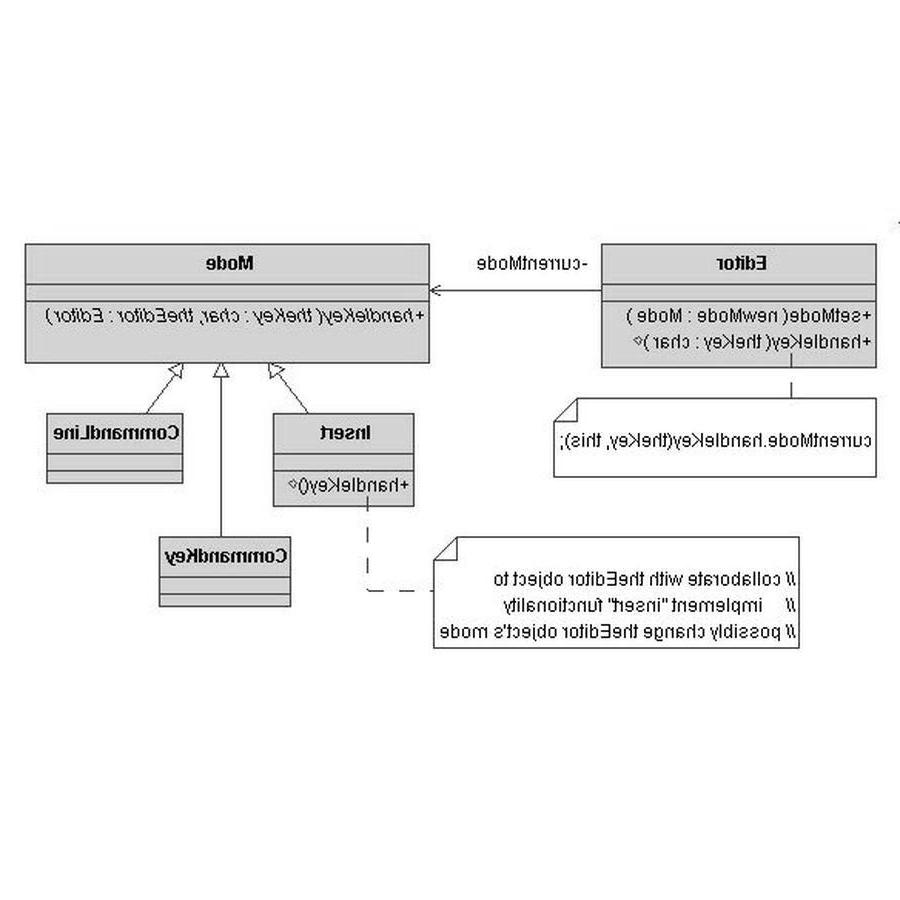 Editor
+setMode( newMode : Mode )
+handleKey( theKey : char )
-currentMode
Mode
+handleKey( theKey : char, theEditor : Editor )
currentMode.handleKey(theKey, this);
Insert
+handleKey()
CommandLine
CommandKey
// collaborate with theEditor object to
// implement "insert" functionality
// possibly change theEditor object's mode